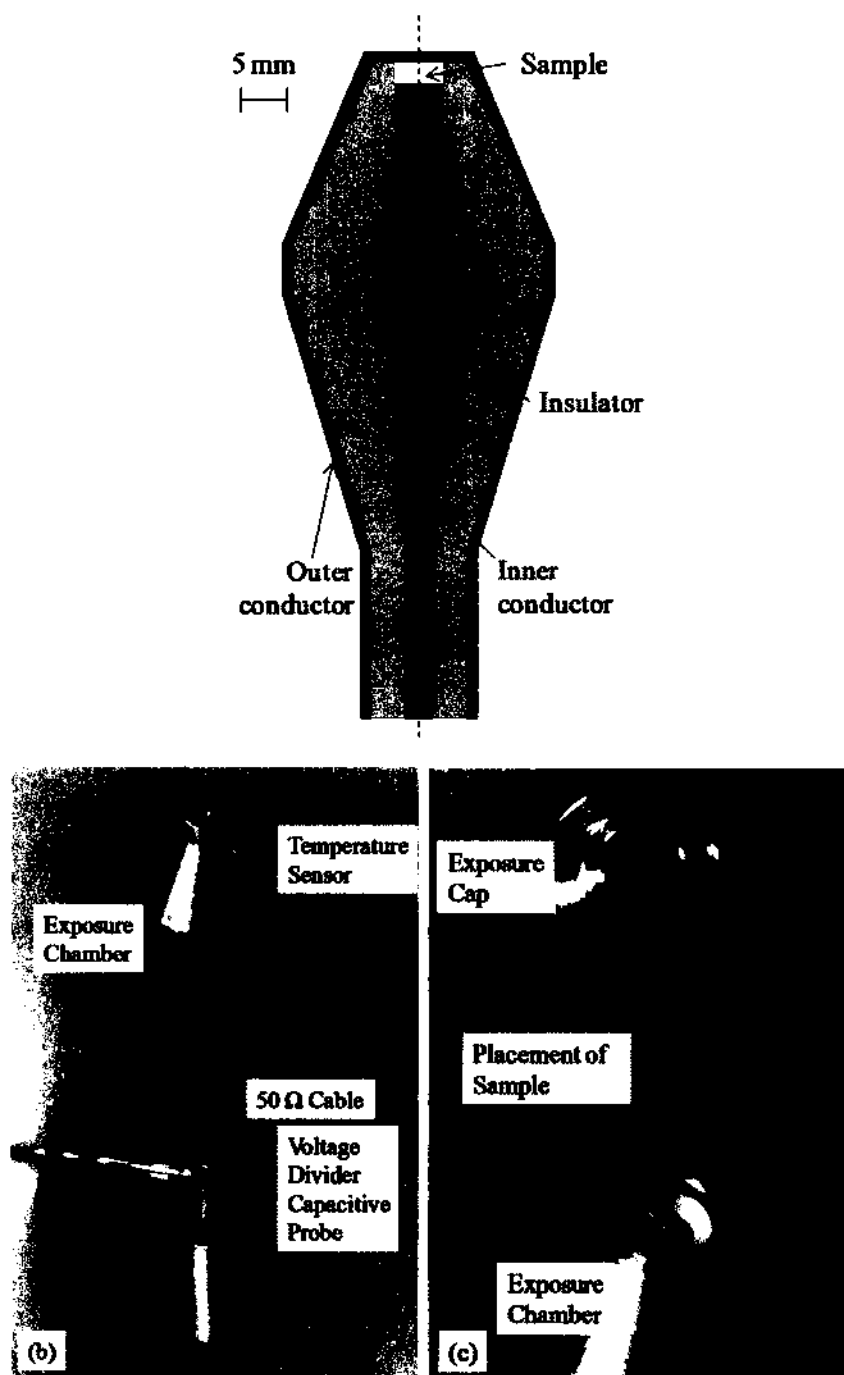 5 mm
Sample
Insulator
Outer
conductor
Inner
conductor
Temperature
Sensor
Exposure
Chamber
50 Ω Cable
Voltage
Divider
Capacitive
Probe
(b)
Exposure
Cap
Placement of
Sample
Exposure
Chamber
(c)